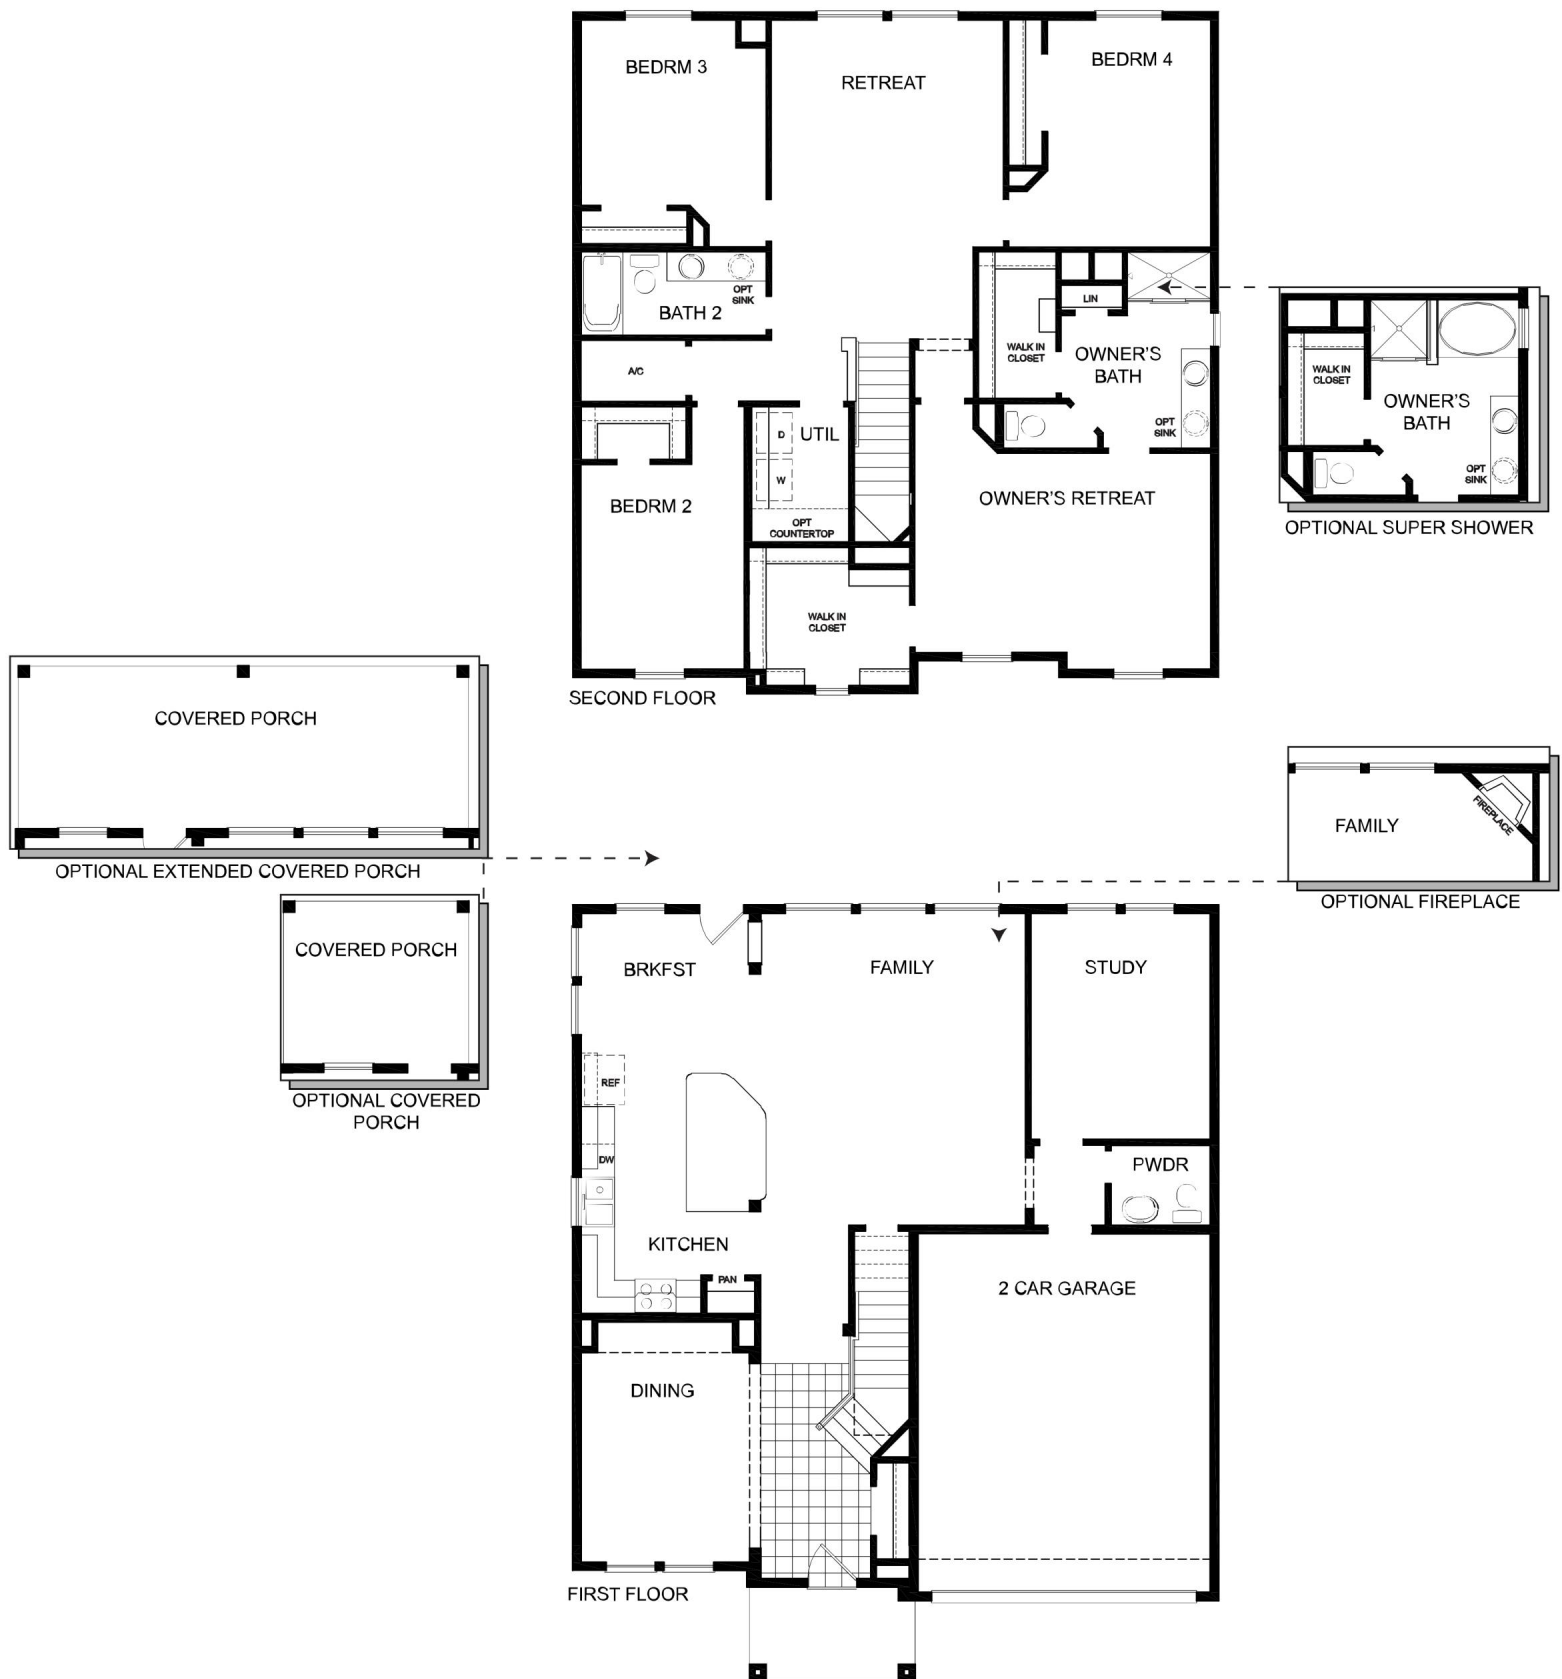 BEDRM 3
RETREAT
BEDRM 4
OPT
SINK
BATH 2
LIN
WALK IN
CLOSET
OWNER'S
BATH
OPT
SINK
A/C
D
UTIL
W
OPT
COUNTERTOP
BEDRM 2
OWNER'S RETREAT
WALK IN
CLOSET
SECOND FLOOR
WALK IN
CLOSET
OWNER'S
BATH
OPT
SINK
OPTIONAL SUPER SHOWER
COVERED PORCH
OPTIONAL EXTENDED COVERED PORCH
COVERED PORCH
OPTIONAL COVERED
PORCH
FAMILY
FIREPLACE
OPTIONAL FIREPLACE
BRKFST
FAMILY
STUDY
REF
DW
PWDR
KITCHEN
PAN
2 CAR GARAGE
DINING
FIRST FLOOR